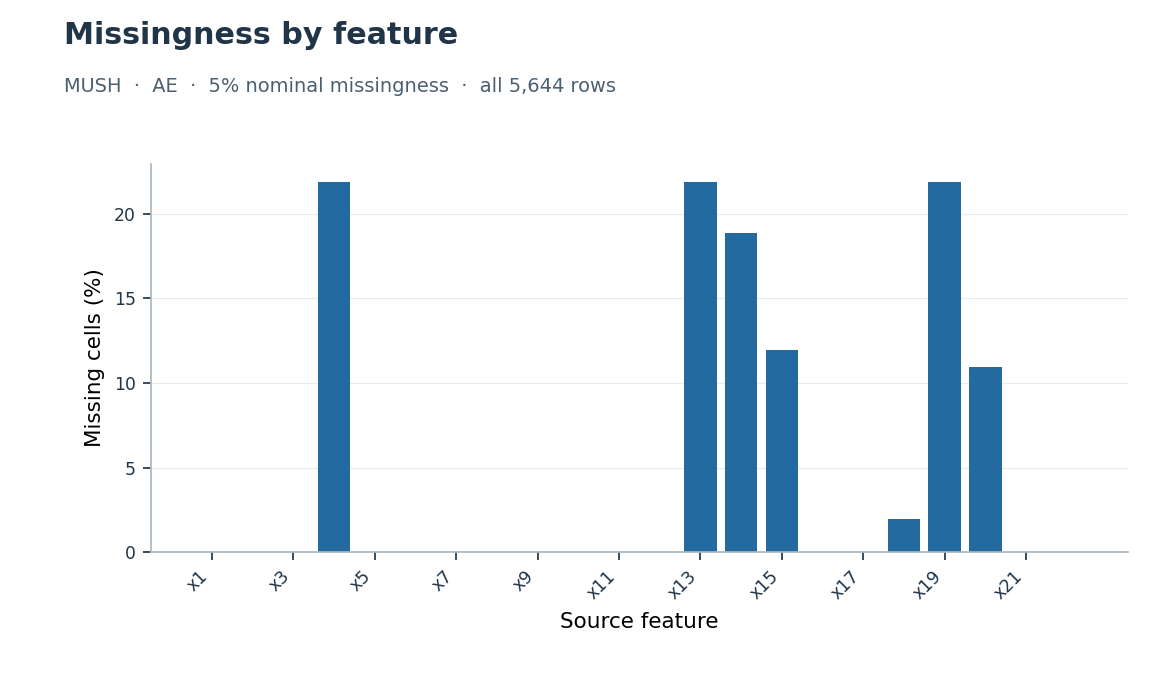 Missingness by feature
MUSH · AE · 5% nominal missingness · all 5,644 rows
Missing cells (%)
20
15
10
5
0
x1 x3 x5 x7 x9 x11 x13 x15 x17 x19 x21
Source feature